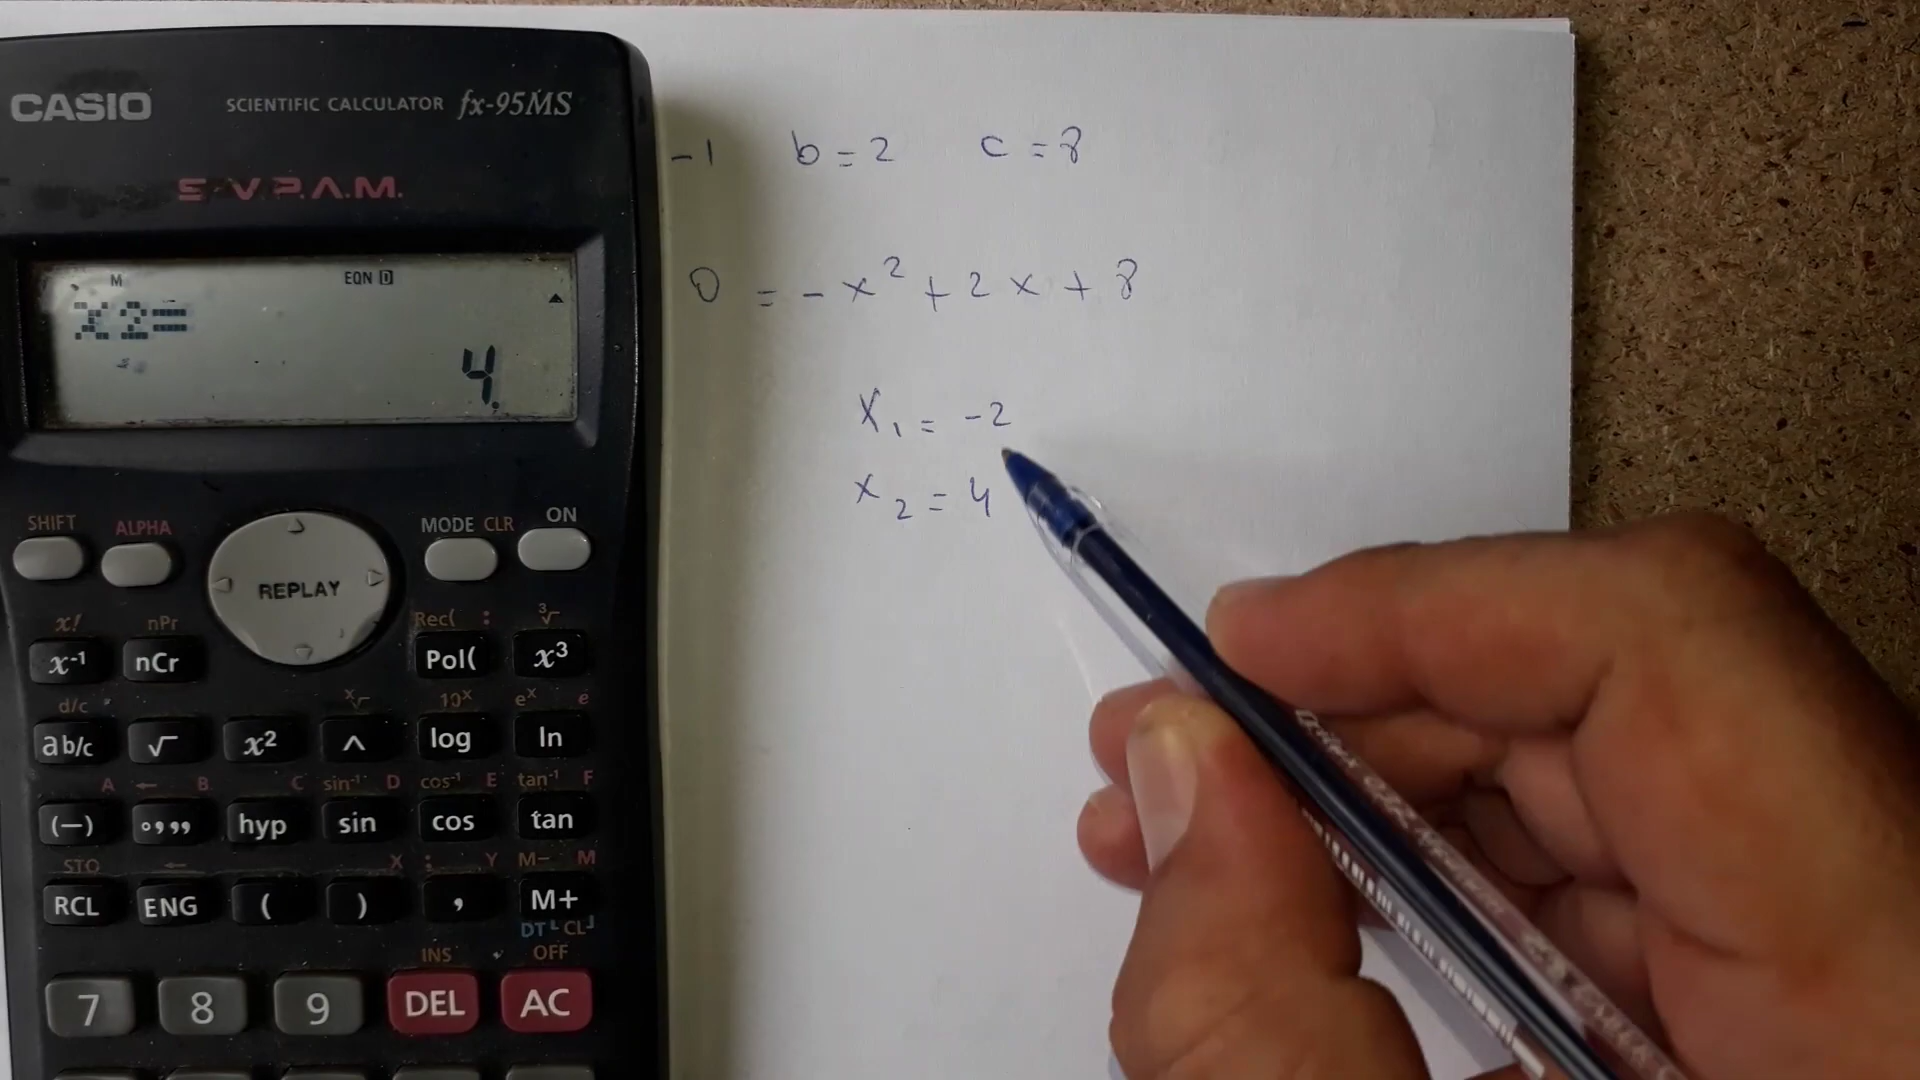 CASIO SCIENTIFIC CALCULATOR fx-95MS
S-V.P.A.M.
M EQN D
x2=
4.
SHIFT ALPHA MODE CLR ON
REPLAY
x! nPr Rec( : ³√
x⁻¹ nCr Pol( x³
d/c ˣ√ 10ˣ eˣ e
ab/c √ x² ^ log ln
A ← B C sin⁻¹ D cos⁻¹ E tan⁻¹ F
(−) °,,, hyp sin cos tan
STO ← X ; Y M− M
RCL ENG ( ) , M+
DT CL
INS OFF
7 8 9 DEL AC
-1 b = 2 c = 8
0 = - x² + 2x + 8
x₁ = -2
x₂ = 4